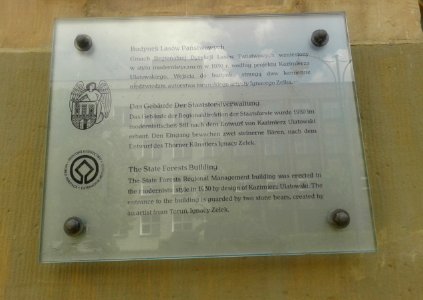 Budynek Lasów Państwowych
Gmach Regionalnej Dyrekcji Lasów Państwowych wzniesiony
w stylu modernistycznym w 1930 r. według projektu Kazimierza
Ulatowskiego. Wejścia do budynku strzegą dwa kamienne
niedźwiedzie autorstwa toruńskiego artysty Ignacego Zelka.
Das Gebäude Der Staatsforstverwaltung
Das Gebäude der Regionaldirektion der Staatsforste wurde 1930 im
modernistischen Stil nach dem Entwurf von Kazimierz Ulatowski
erbaut. Den Eingang bewachen zwei steinerne Bären, nach dem
Entwurf des Thorner Künstlers Ignacy Zelek.
The State Forests Building
The State Forests Regional Management building was erected in
the modernist style in 1930 by design of Kazimierz Ulatowski. The
entrance to the building is guarded by two stone bears, created by
an artist from Toruń, Ignacy Zelek.